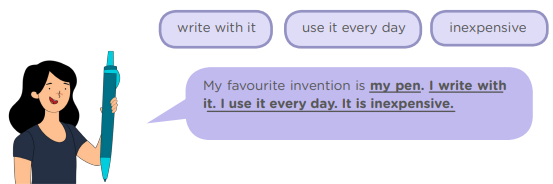 write with it
use it every day
inexpensive
My favourite invention is my pen. I write with
it. I use it every day. It is inexpensive.